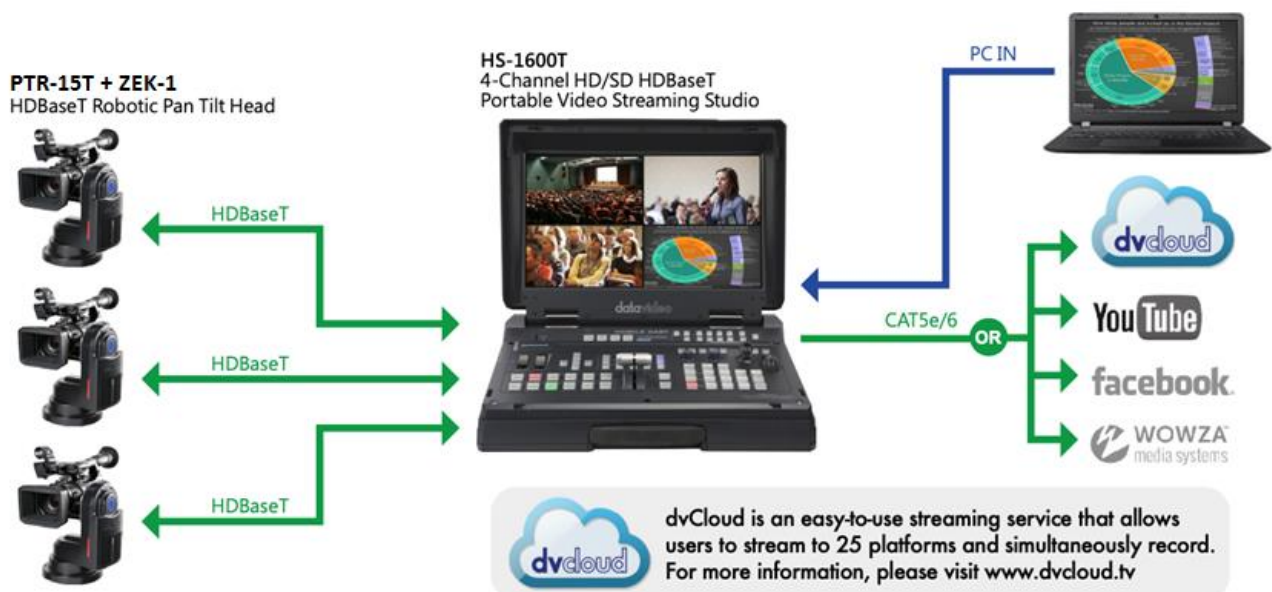 PTR-15T + ZEK-1
HDBaseT Robotic Pan Tilt Head
HS-1600T
4-Channel HD/SD HDBaseT
Portable Video Streaming Studio
PC IN
HDBaseT
HDBaseT
HDBaseT
datavideo
CAT5e/6
OR
dvcloud
YouTube
facebook.
WOWZA
media systems
dvcloud
dvCloud is an easy-to-use streaming service that allows
users to stream to 25 platforms and simultaneously record.
For more information, please visit www.dvcloud.tv